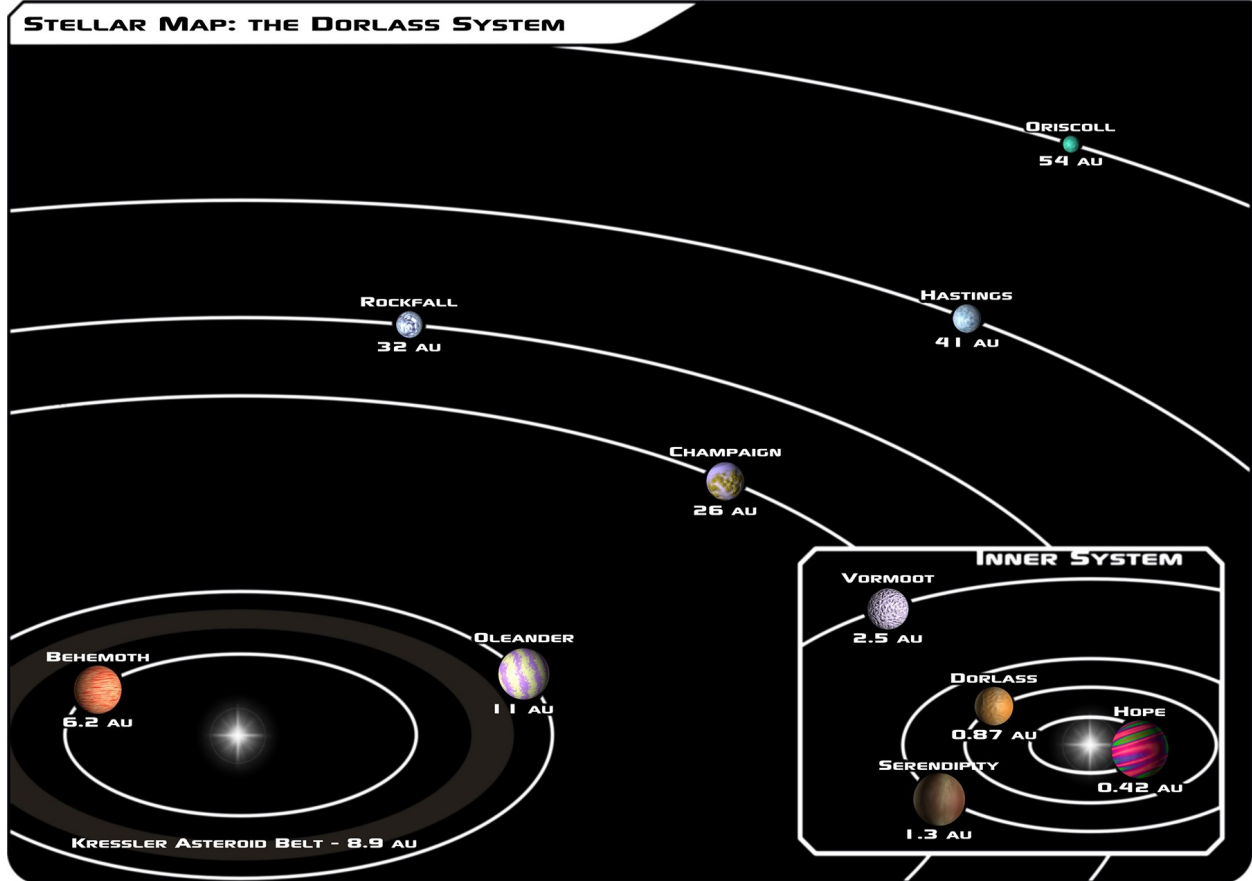 Stellar Map: the Dorlass System
Oriscoll
54 AU
Hastings
41 AU
Rockfall
32 AU
Champaign
26 AU
Inner System
Vormoot
2.5 AU
Oleander
11 AU
Behemoth
6.2 AU
Dorlass
0.87 AU
Hope
0.42 AU
Serendipity
1.3 AU
Kressler Asteroid Belt - 8.9 AU